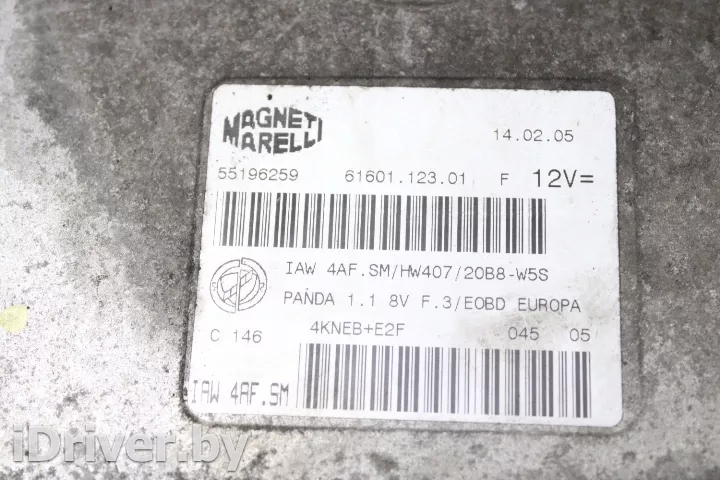 MAGNETI
MARELLI
14.02.05
55196259 61601.123.01 F 12V=
IAW 4AF.SM/HW407/20B8-W5S
PANDA 1.1 8V F.3/EOBD EUROPA
C 146 4KNEB+E2F 045 05
IAW 4AF.SM
iDriver.by